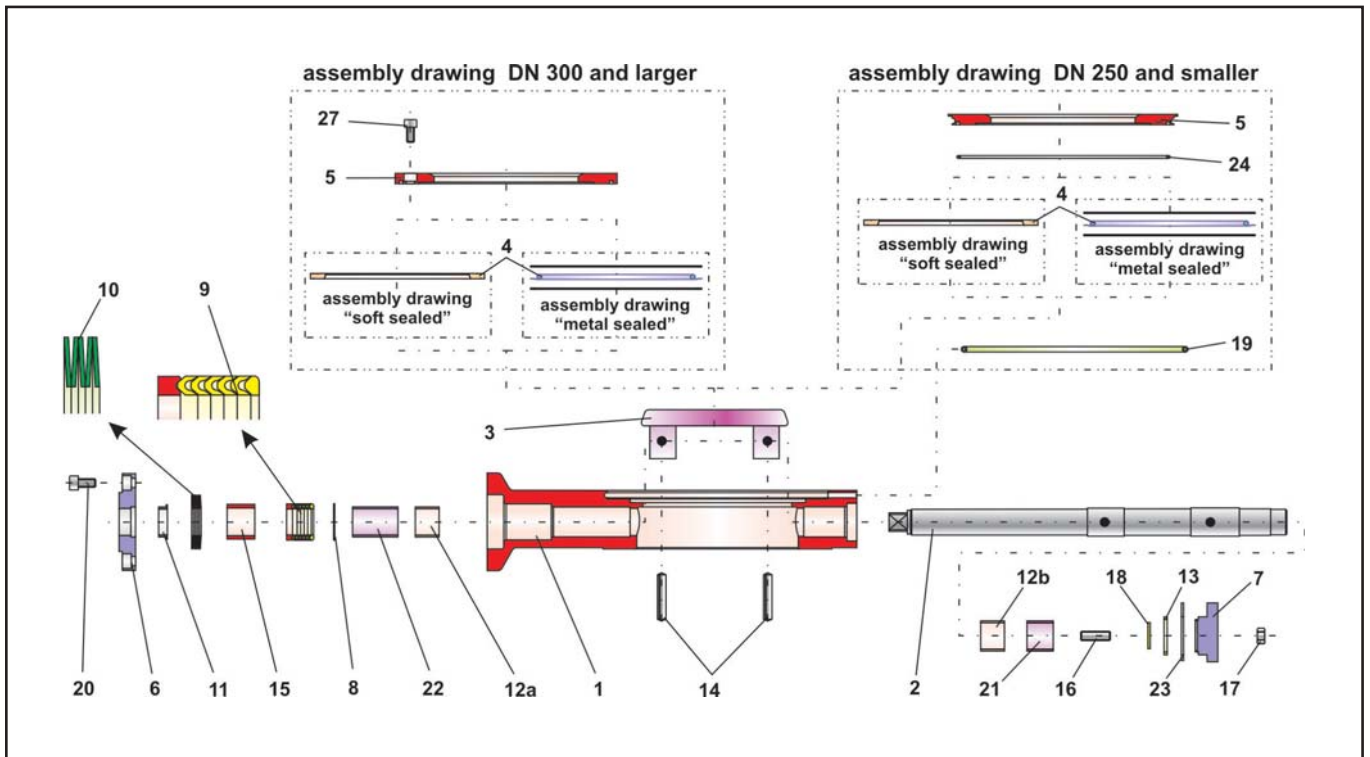 assembly drawing DN 300 and larger
assembly drawing DN 250 and smaller
27
5
5
24
4
4
assembly drawing
“soft sealed”
assembly drawing
“metal sealed”
assembly drawing
“soft sealed”
assembly drawing
“metal sealed”
10
9
19
3
12b
18
13
7
20
6
11
15
8
22
12a
1
14
2
21
16
23
17